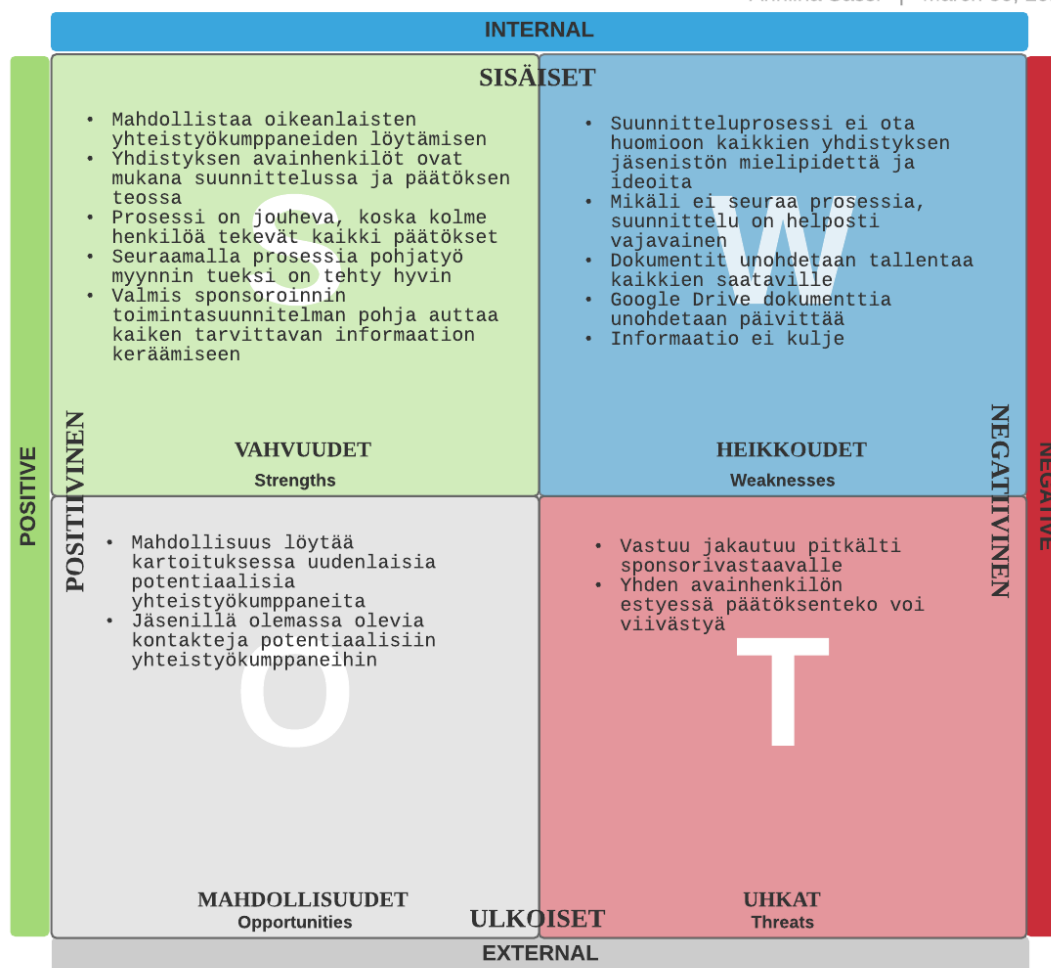 INTERNAL
SISÄISET
• Mahdollistaa oikeanlaisten
yhteistyökumppaneiden löytämisen
• Yhdistyksen avainhenkilöt ovat
mukana suunnittelussa ja päätöksen
teossa
• Prosessi on jouheva, koska kolme
henkilöä tekevät kaikki päätökset
• Seuraamalla prosessia pohjatyö
myynnin tueksi on tehty hyvin
• Valmis sponsoroinnin
toimintasuunnitelman pohja auttaa
kaiken tarvittavan informaation
keräämiseen
S
VAHVUUDET
Strengths
• Suunnitteluprosessi ei ota
huomioon kaikkien yhdistyksen
jäsenistön mielipidettä ja
ideoita
• Mikäli ei seuraa prosessia,
suunnittelu on helposti
vajavainen
• Dokumentit unohdetaan tallentaa
kaikkien saataville
• Google Drive dokumenttia
unohdetaan päivittää
• Informaatio ei kulje
W
HEIKKOUDET
Weaknesses
POSITIVE
POSITIIVINEN
NEGATIIVINEN
NEGATIVE
• Mahdollisuus löytää
kartoituksessa uudenlaisia
potentiaalisia
yhteistyökumppaneita
• Jäsenillä olemassa olevia
kontakteja potentiaalisiin
yhteistyökumppaneihin
O
MAHDOLLISUUDET
Opportunities
• Vastuu jakautuu pitkälti
sponsorivastaavalle
• Yhden avainhenkilön
estyessä päätöksenteko voi
viivästyä
T
UHKAT
Threats
ULKOISET
EXTERNAL